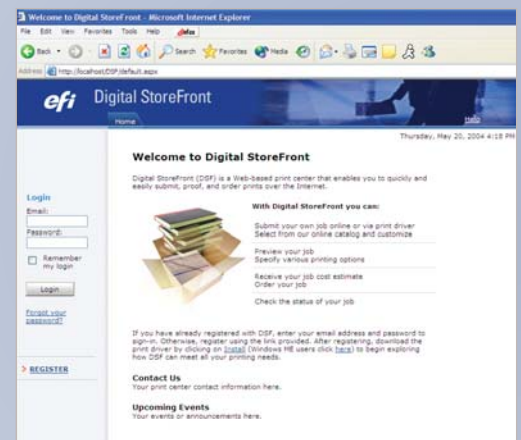 Welcome to Digital StoreFront - Microsoft Internet Explorer
File Edit View Favorites Tools Help
Back Search Favorites Media
Address http://localhost/DSF/default.aspx
efi Digital StoreFront
Home Help
Thursday, May 20, 2004 4:18 PM
Welcome to Digital StoreFront
Digital StoreFront (DSF) is a Web-based print center that enables you to quickly and
easily submit, proof, and order prints over the Internet.
Login
Email:
Password:
Remember
my login
Login
Forgot your
password?
> REGISTER
With Digital StoreFront you can:
Submit your own job online or via print driver
Select from our online catalog and customize
Preview your job
Specify various printing options
Receive your job cost estimate
Order your job
Check the status of your job
If you have already registered with DSF, enter your email address and password to
sign-in. Otherwise, register using the link provided. After registering, download the
print driver by clicking on Install (Windows ME users click here) to begin exploring
how DSF can meet all your printing needs.
Contact Us
Your print center contact information here.
Upcoming Events
Your events or announcements here.